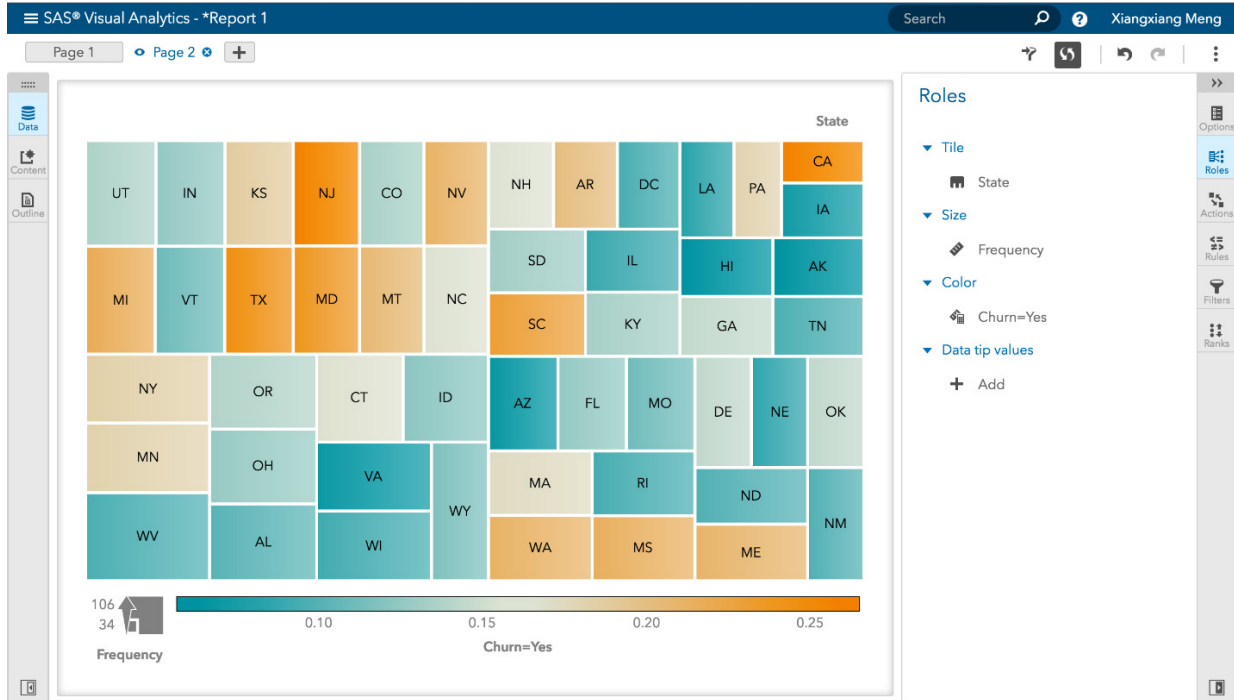 SAS® Visual Analytics - *Report 1
Search
?
Xiangxiang Meng
Page 1
Page 2
Data
Content
Outline
State
UT IN KS NJ CO NV NH AR DC LA PA CA
IA
SD IL HI AK
MI VT TX MD MT NC
SC KY GA TN
NY OR CT ID AZ FL MO DE NE OK
MN OH VA WY MA RI ND NM
WV AL WI WA MS ME
106
34
Frequency
0.10 0.15 0.20 0.25
Churn=Yes
Roles
Tile
State
Size
Frequency
Color
Churn=Yes
Data tip values
Add
Options
Roles
Actions
Rules
Filters
Ranks